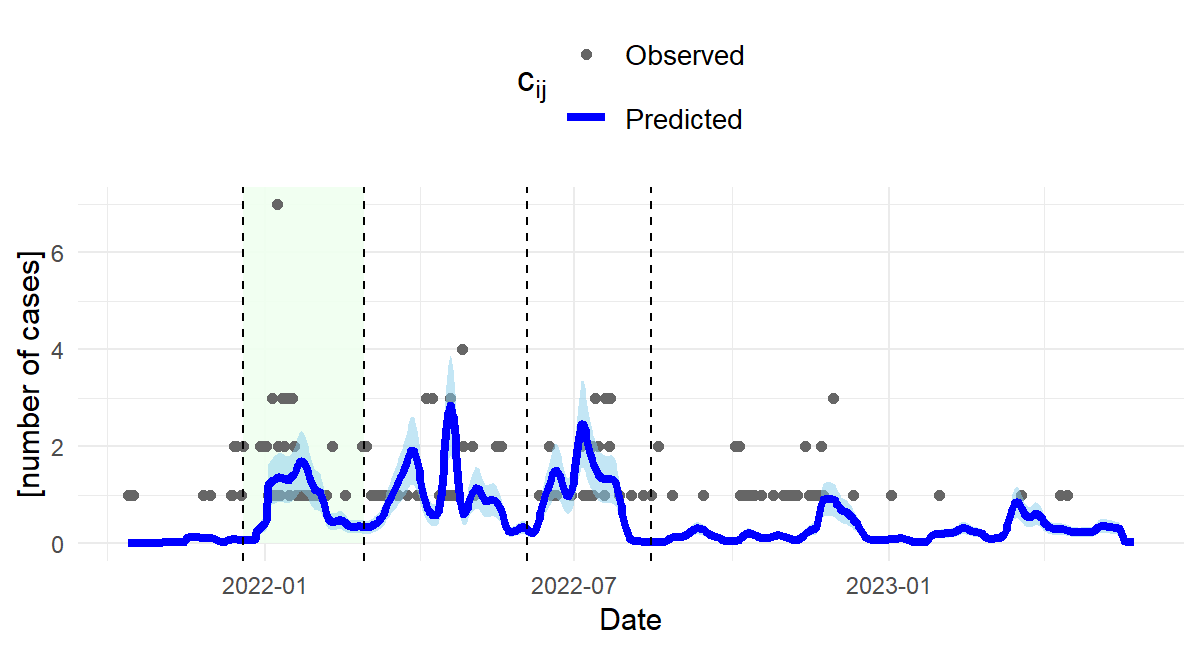 Observed
c_ij
Predicted
[number of cases]
6
4
2
0
2022-01
2022-07
2023-01
Date